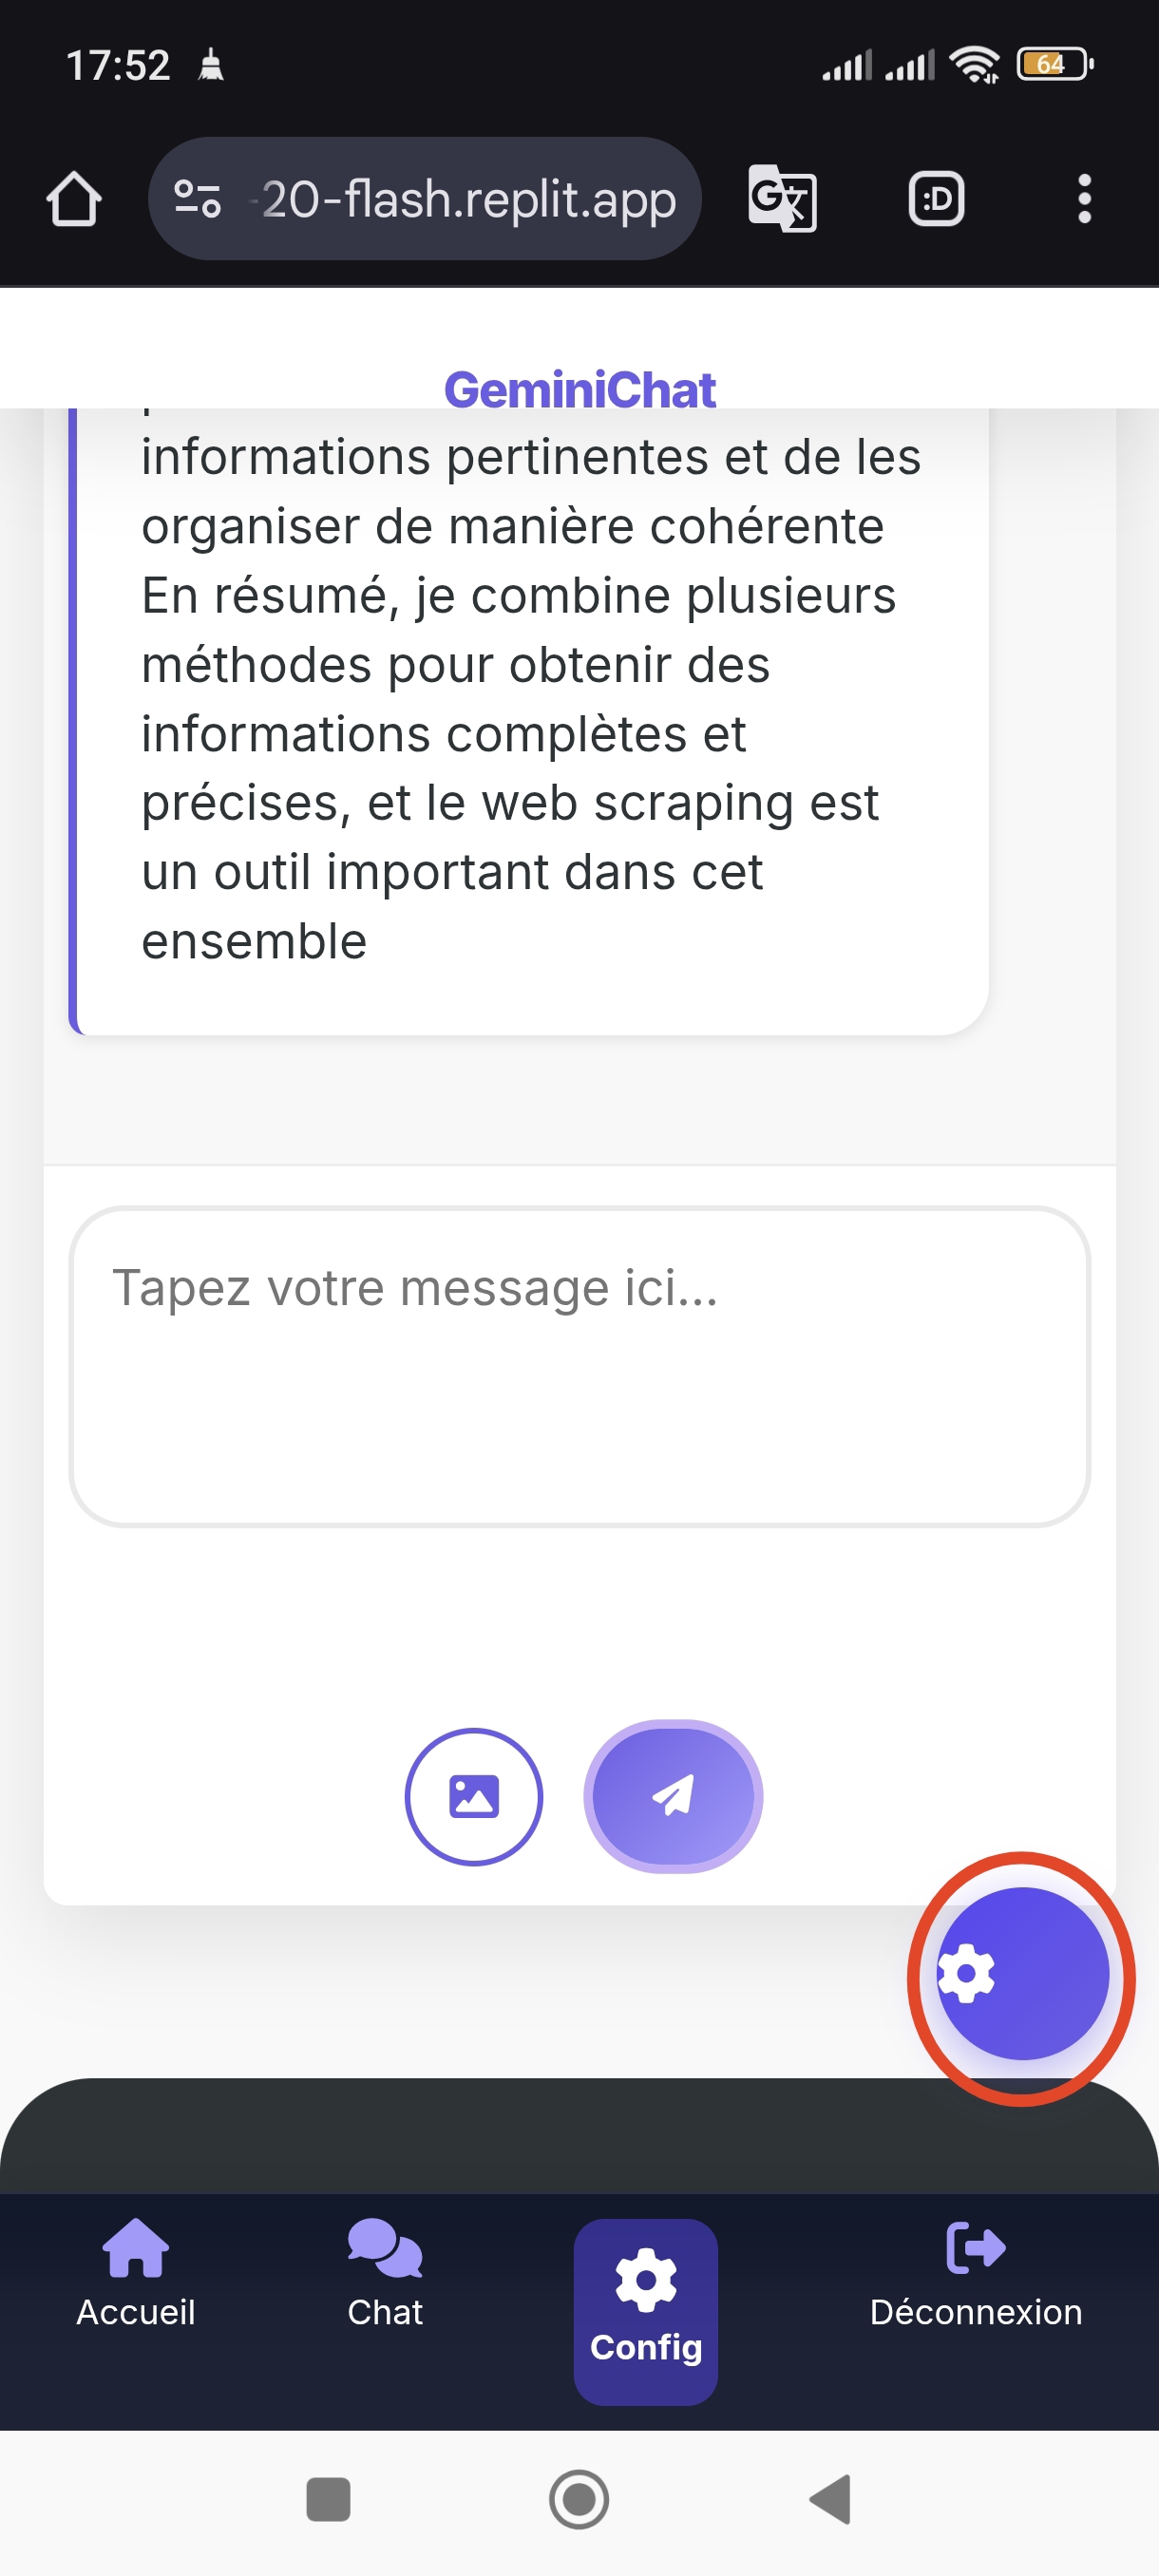 17:52
64
-20-flash.replit.app
:D
GeminiChat
informations pertinentes et de les
organiser de manière cohérente
En résumé, je combine plusieurs
méthodes pour obtenir des
informations complètes et
précises, et le web scraping est
un outil important dans cet
ensemble
Tapez votre message ici...
Accueil
Chat
Config
Déconnexion